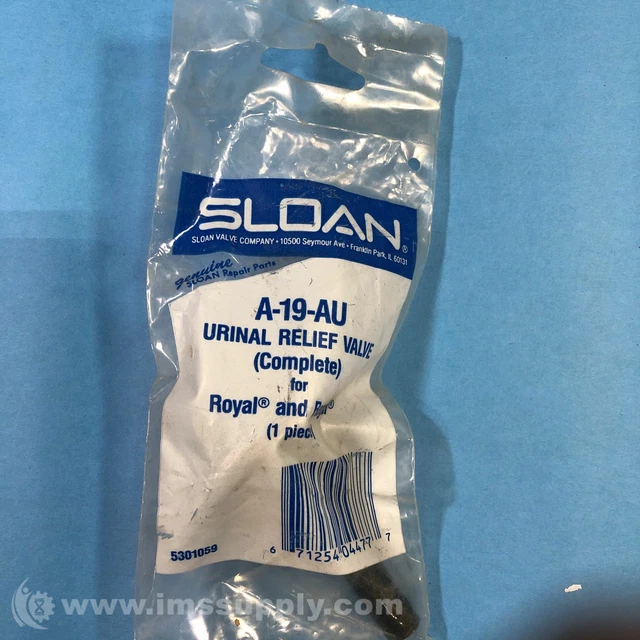 SLOAN®
SLOAN VALVE COMPANY • 10500 Seymour Ave • Franklin Park, IL 60131
genuine
SLOAN Repair Parts
A-19-AU
URINAL RELIEF VALVE
(Complete)
for
Royal® and
(1 piece)
5301059
6 71254 04477 7
www.imssupply.com